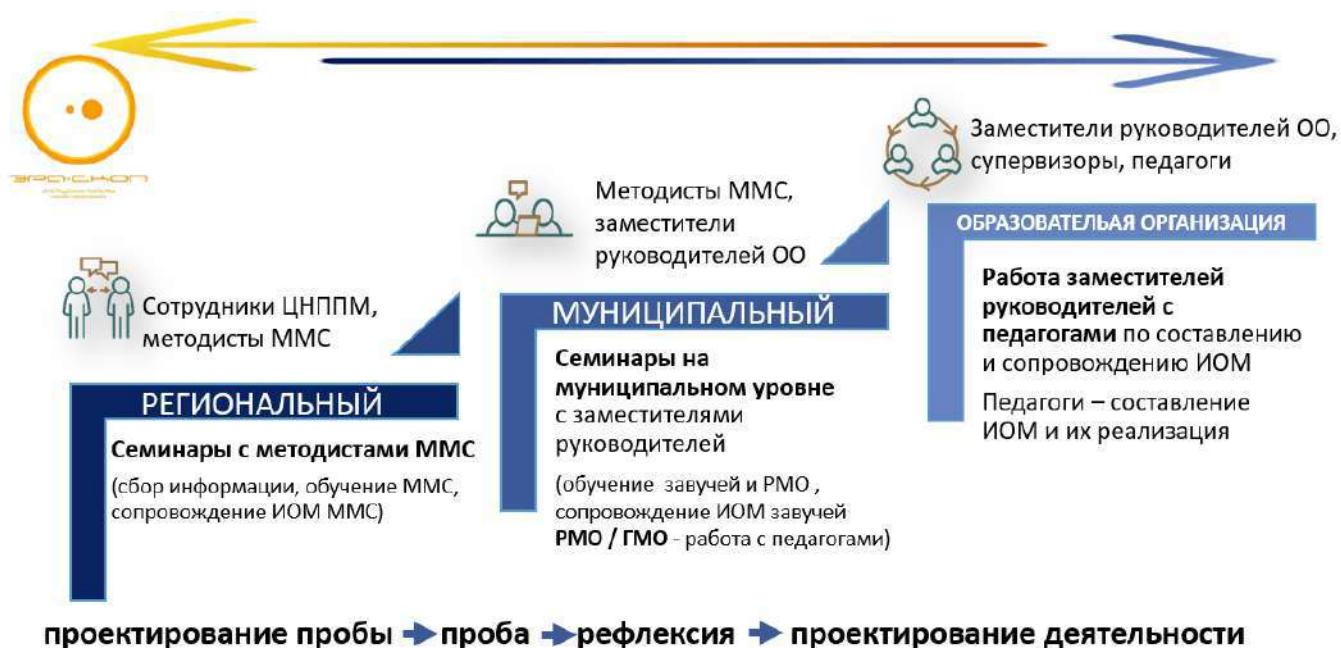 ЭРА-СКОП
Заместители руководителей ОО,
супервизоры, педагоги
Методисты ММС,
заместители
руководителей ОО
Сотрудники ЦНППМ,
методисты ММС
РЕГИОНАЛЬНЫЙ
Семинары с методистами ММС
(сбор информации, обучение ММС,
сопровождение ИОМ ММС)
МУНИЦИПАЛЬНЫЙ
Семинары на
муниципальном уровне
с заместителями
руководителей
(обучение завучей и РМО ,
сопровождение ИОМ завучей
РМО / ГМО - работа с педагогами)
ОБРАЗОВАТЕЛЬАЯ ОРГАНИЗАЦИЯ
Работа заместителей
руководителей с
педагогами по составлению
и сопровождению ИОМ
Педагоги – составление
ИОМ и их реализация
проектирование пробы проба рефлексия проектирование деятельности